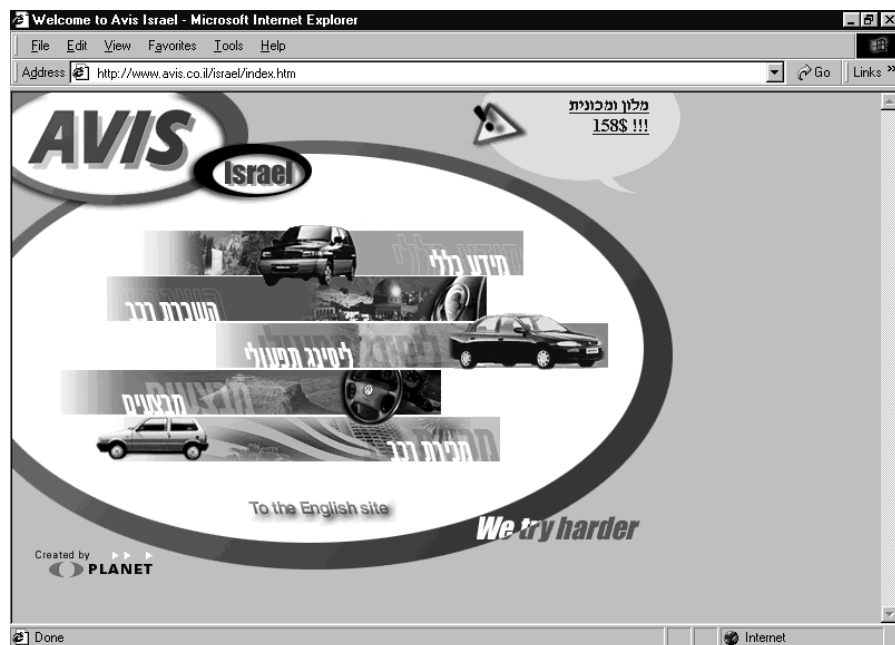 Welcome to Avis Israel - Microsoft Internet Explorer
File Edit View Favorites Tools Help
Address http://www.avis.co.il/israel/index.htm Go Links »
AVIS
Israel
מלון ומכונית
158$ !!!
מידע כללי
השכרת רכב
ליסינג תפעולי
מבצעים
מכירת רכב
To the English site
We try harder
Created by
PLANET
Done Internet